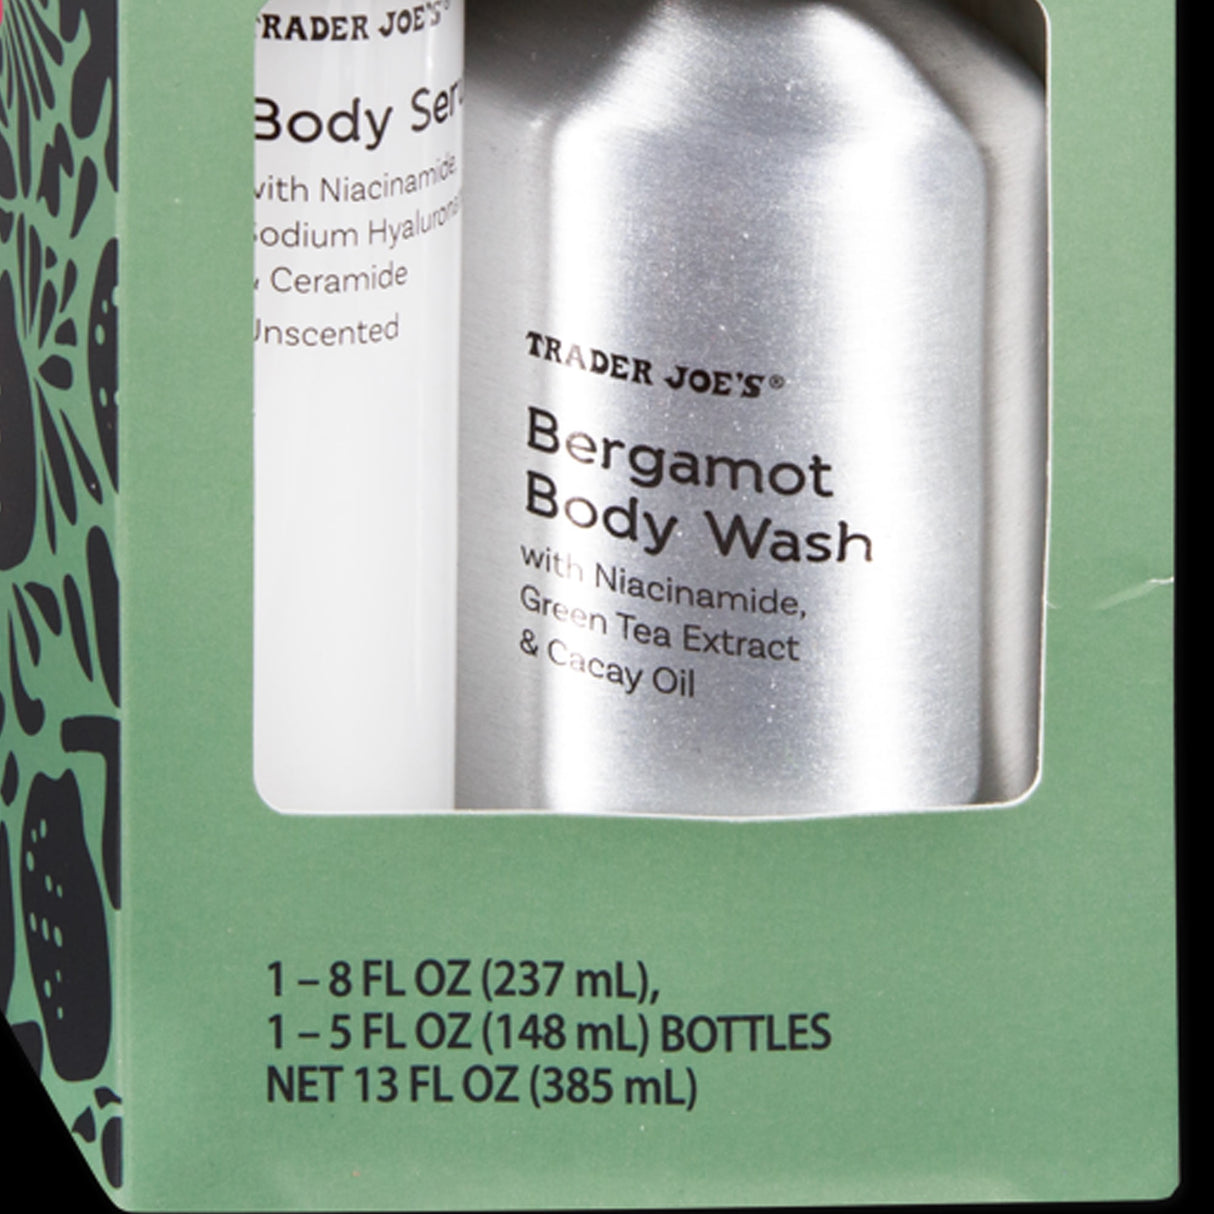 TRADER JOE'S®
Body Ser
with Niacinamide,
Sodium Hyaluron
& Ceramide
Unscented
TRADER JOE'S®
Bergamot
Body Wash
with Niacinamide,
Green Tea Extract
& Cacay Oil
1 – 8 FL OZ (237 mL),
1 – 5 FL OZ (148 mL) BOTTLES
NET 13 FL OZ (385 mL)